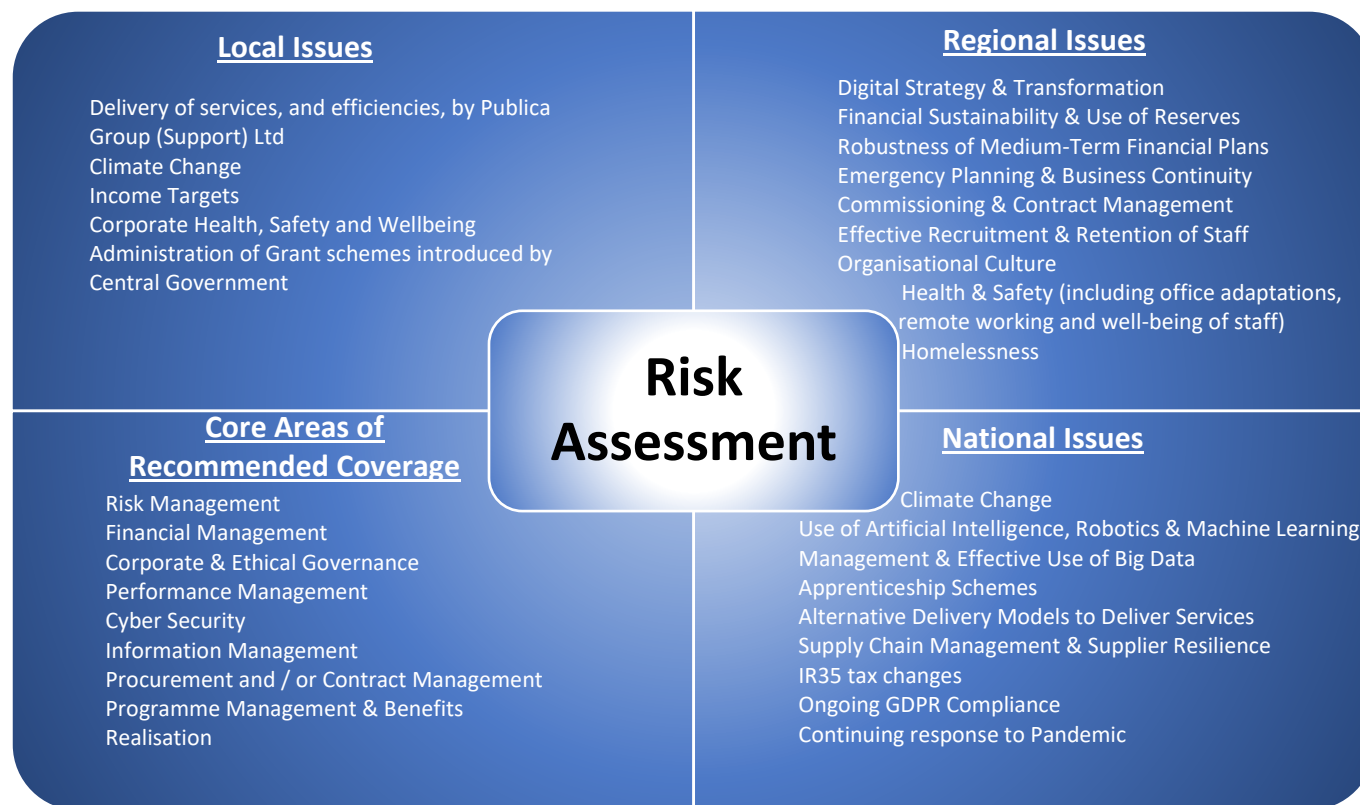 Local Issues
Delivery of services, and efficiencies, by Publica
Group (Support) Ltd
Climate Change
Income Targets
Corporate Health, Safety and Wellbeing
Administration of Grant schemes introduced by
Central Government
Regional Issues
Digital Strategy & Transformation
Financial Sustainability & Use of Reserves
Robustness of Medium-Term Financial Plans
Emergency Planning & Business Continuity
Commissioning & Contract Management
Effective Recruitment & Retention of Staff
Organisational Culture
Health & Safety (including office adaptations,
remote working and well-being of staff)
Homelessness
Risk
Assessment
Core Areas of
Recommended Coverage
Risk Management
Financial Management
Corporate & Ethical Governance
Performance Management
Cyber Security
Information Management
Procurement and / or Contract Management
Programme Management & Benefits
Realisation
National Issues
Climate Change
Use of Artificial Intelligence, Robotics & Machine Learning
Management & Effective Use of Big Data
Apprenticeship Schemes
Alternative Delivery Models to Deliver Services
Supply Chain Management & Supplier Resilience
IR35 tax changes
Ongoing GDPR Compliance
Continuing response to Pandemic